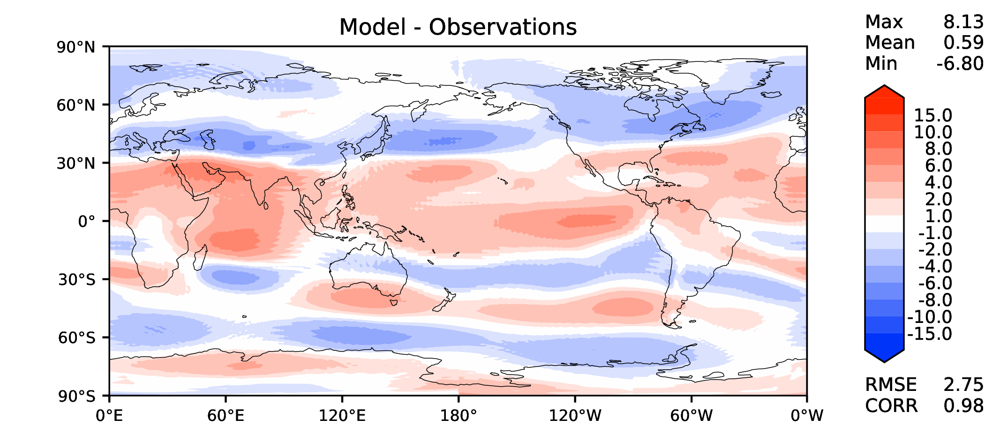 Model - Observations
Max 8.13
Mean 0.59
Min -6.80
90°N
60°N
30°N
0°
30°S
60°S
90°S
0°E 60°E 120°E 180° 120°W 60°W 0°W
15.0
10.0
8.0
6.0
4.0
2.0
1.0
-1.0
-2.0
-4.0
-6.0
-8.0
-10.0
-15.0
RMSE 2.75
CORR 0.98